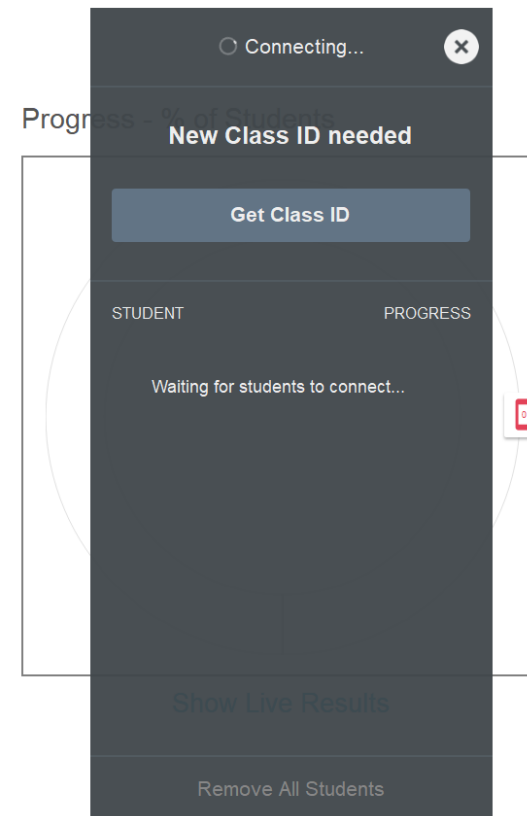 Connecting...
Progress - % of Students
New Class ID needed
Get Class ID
STUDENT PROGRESS
Waiting for students to connect...
0
Show Live Results
Remove All Students